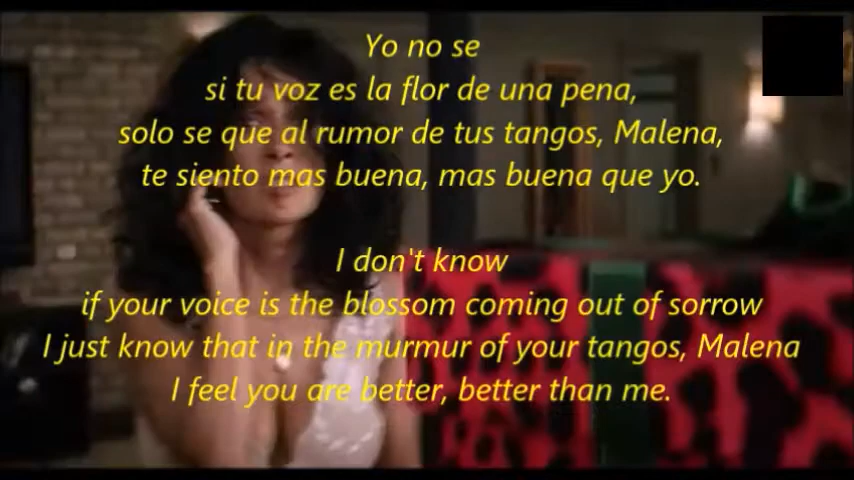 Yo no se
si tu voz es la flor de una pena,
solo se que al rumor de tus tangos, Malena,
te siento mas buena, mas buena que yo.
I don't know
if your voice is the blossom coming out of sorrow
I just know that in the murmur of your tangos, Malena
I feel you are better, better than me.